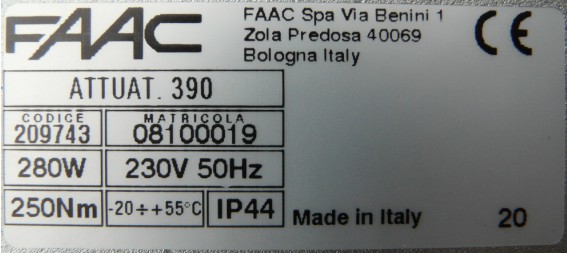 FAAC
FAAC Spa Via Benini 1
Zola Predosa 40069
Bologna Italy
CE
ATTUAT. 390
CODICE MATRICOLA
209743 08100019
280W 230V 50Hz
250Nm -20÷+55°C IP44
Made in Italy 20